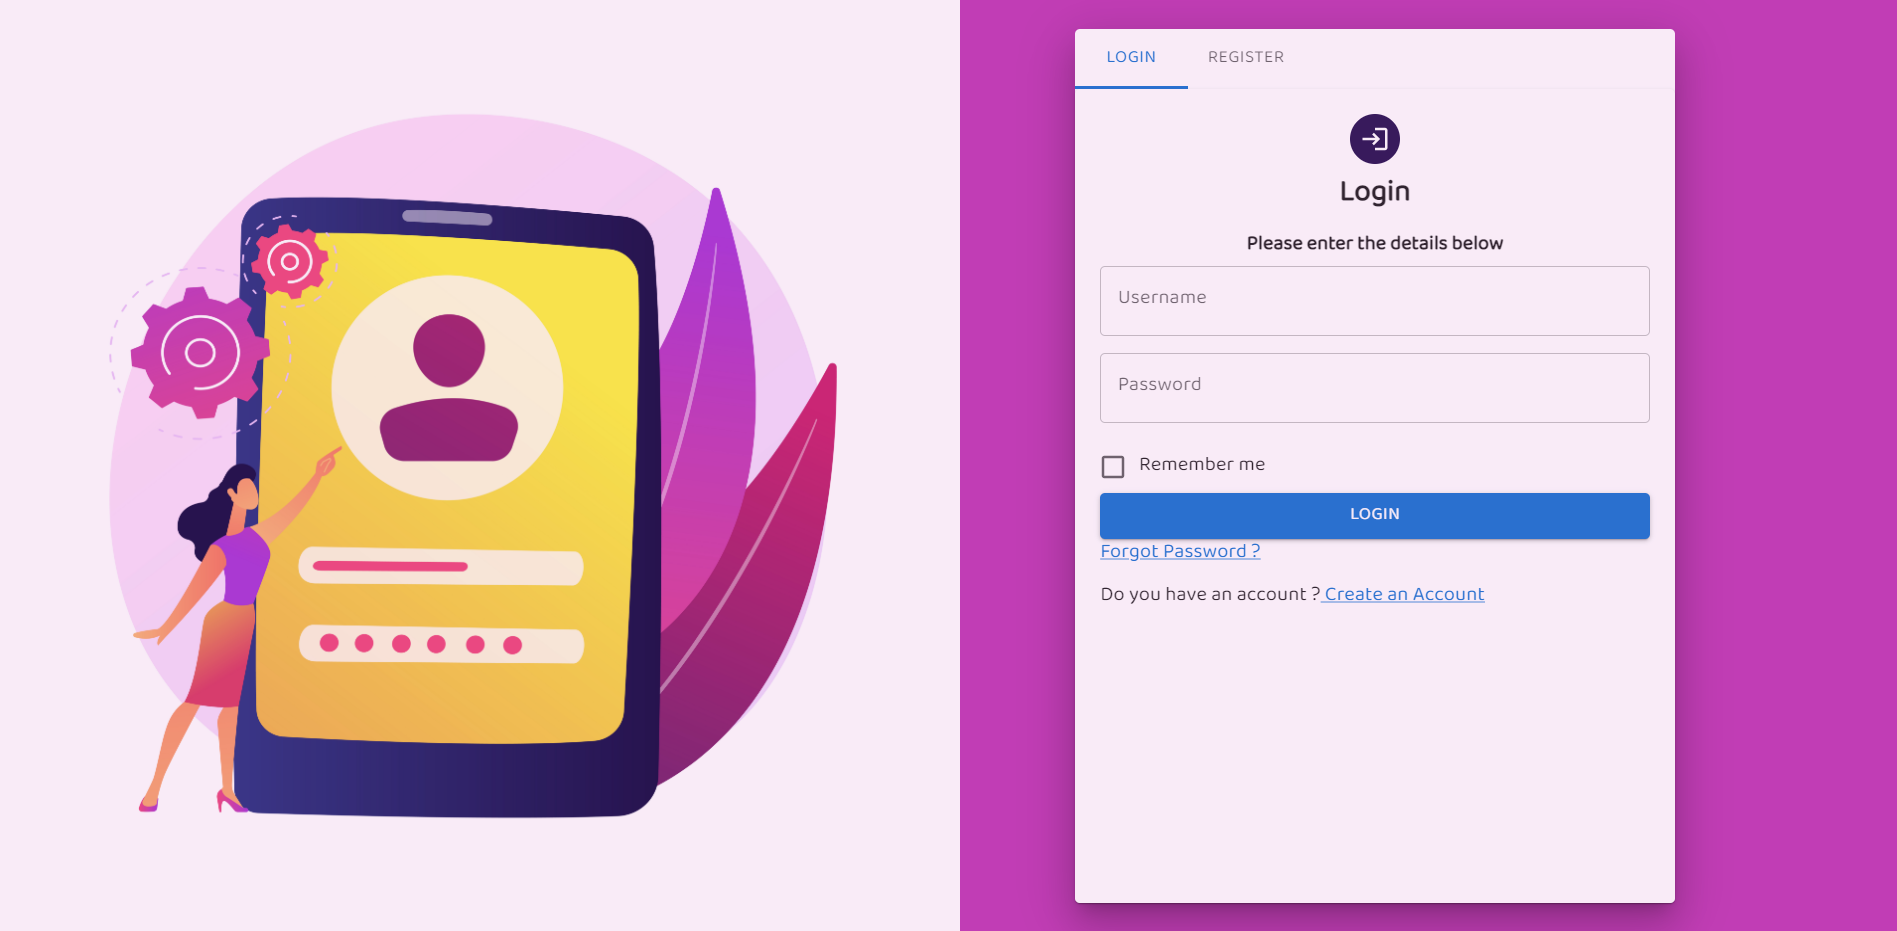 LOGIN REGISTER
Login
Please enter the details below
Username
Password
Remember me
LOGIN
Forgot Password ?
Do you have an account ? Create an Account